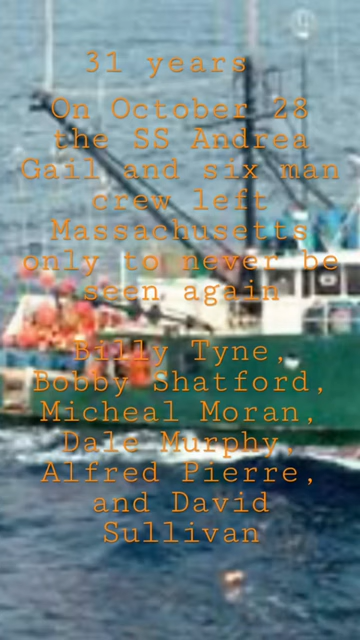 31 years
On October 28
the SS Andrea
Gail and six man
crew left
Massachusetts
only to never be
seen again
Billy Tyne,
Bobby Shatford,
Micheal Moran,
Dale Murphy,
Alfred Pierre,
and David
Sullivan